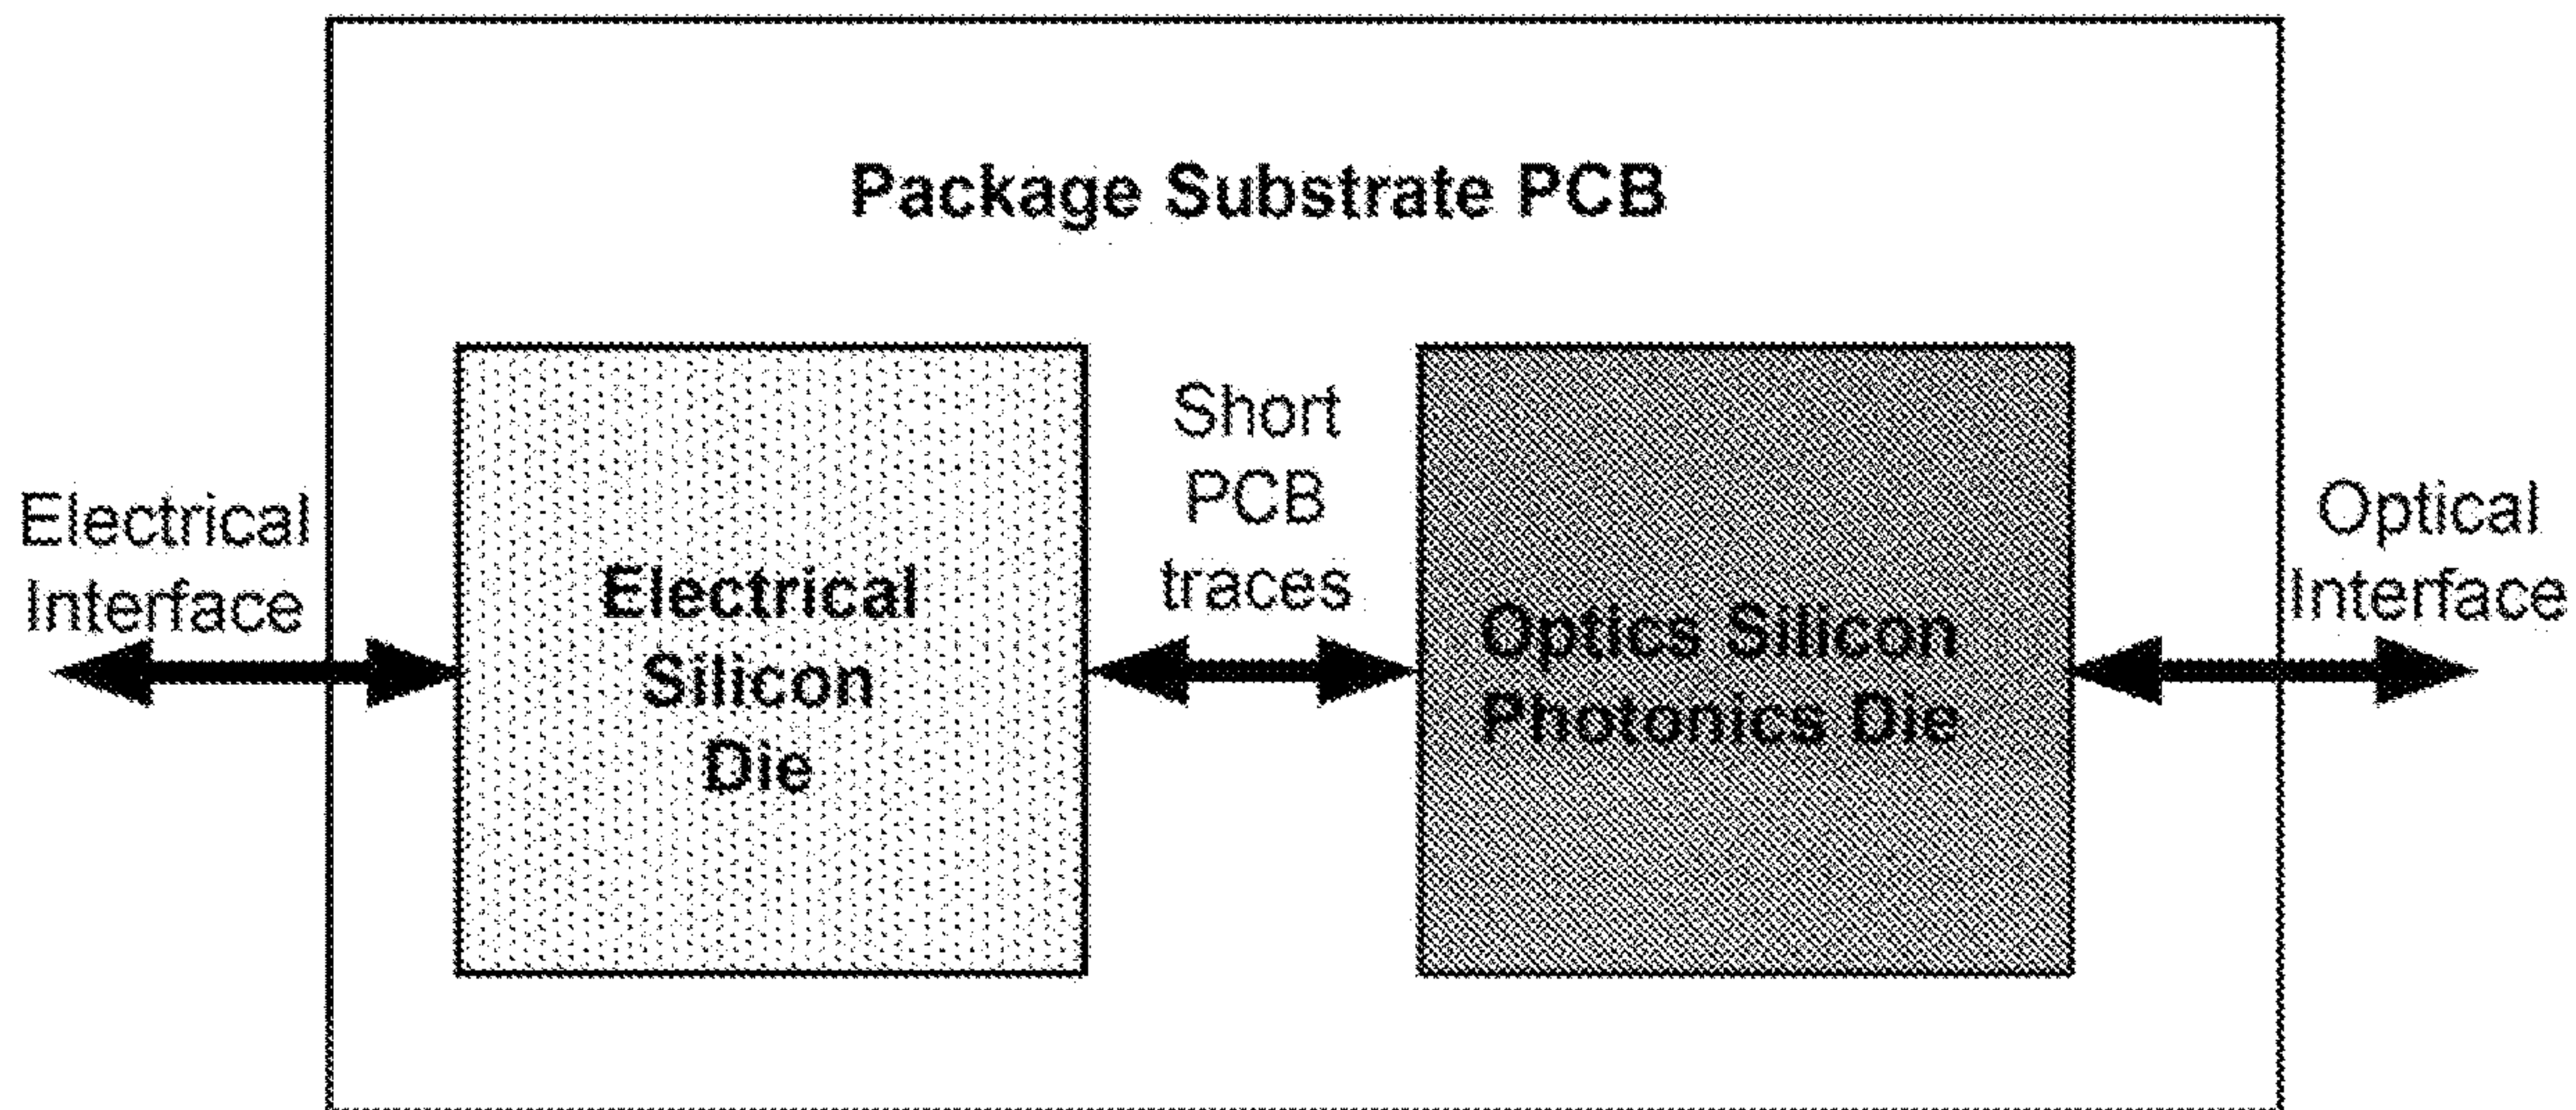 Package Substrate PCB
Electrical
Interface
Electrical
Silicon
Die
Short
PCB
traces
Optics Silicon
Photonics Die
Optical
Interface